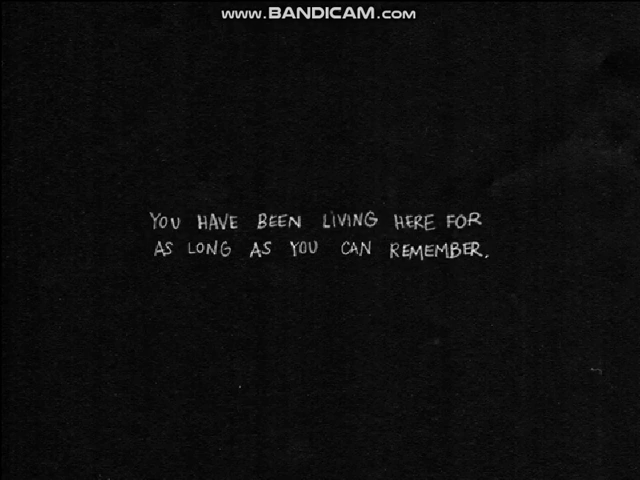 www.BANDICAM.com
YOU HAVE BEEN LIVING HERE FOR
AS LONG AS YOU CAN REMEMBER.